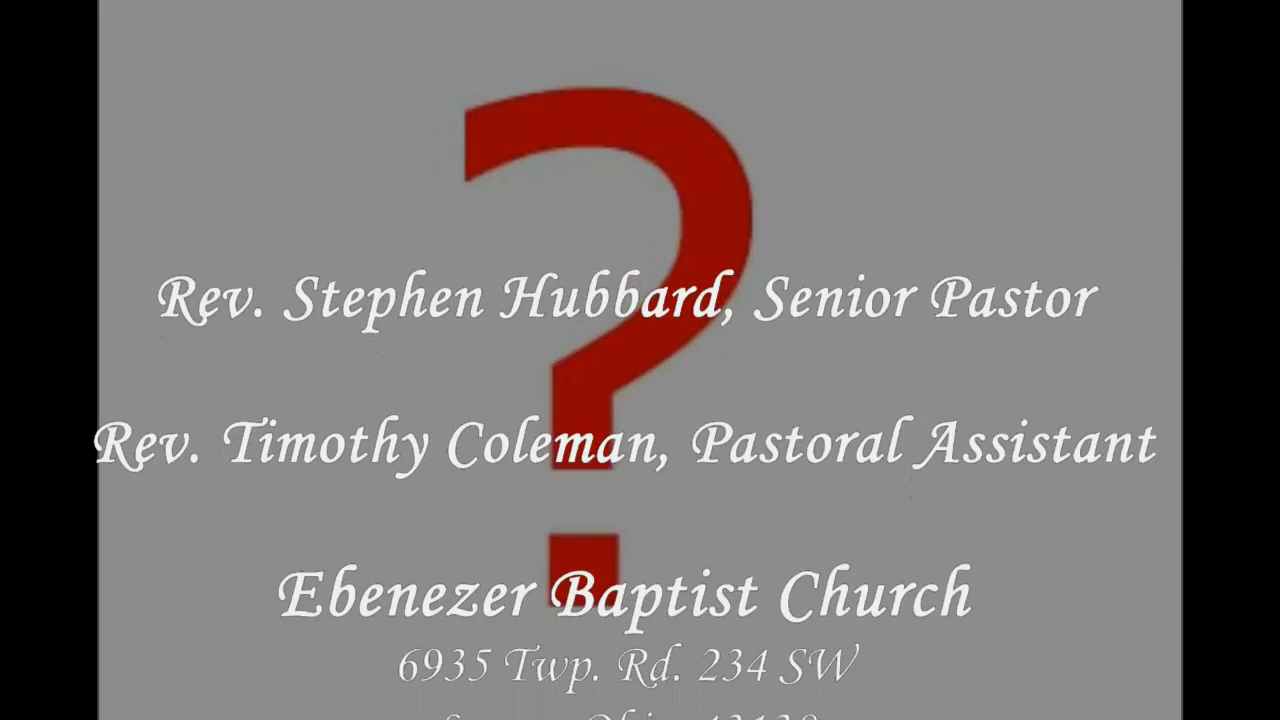 Rev. Stephen Hubbard, Senior Pastor
Rev. Timothy Coleman, Pastoral Assistant
Ebenezer Baptist Church
6935 Twp. Rd. 234 SW